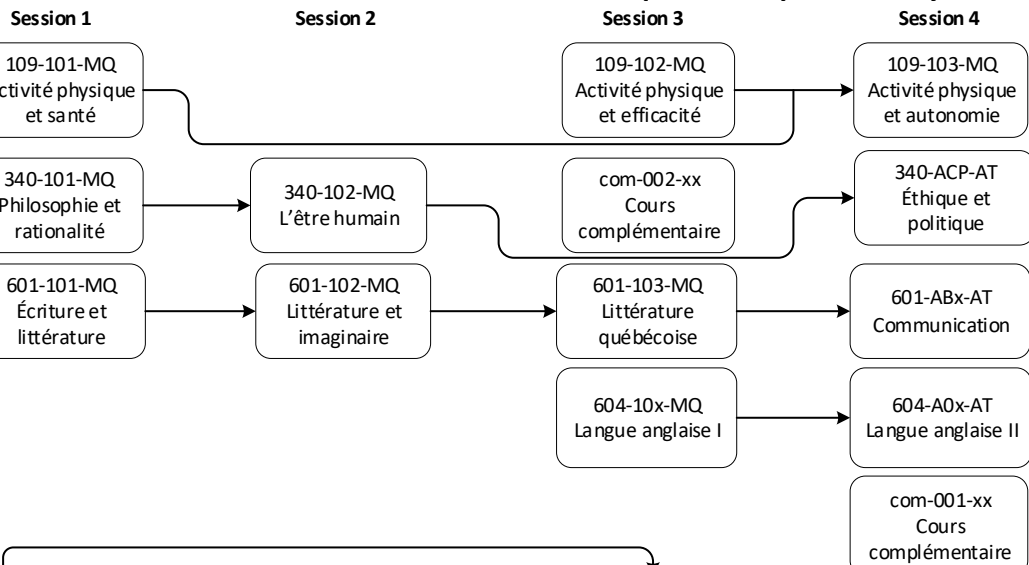 Session 1
Session 2
Session 3
Session 4
109-101-MQ
ctivité physique
et santé
109-102-MQ
Activité physique
et efficacité
109-103-MQ
Activité physique
et autonomie
340-101-MQ
Philosophie et
rationalité
340-102-MQ
L'être humain
com-002-xx
Cours
complémentaire
340-ACP-AT
Éthique et
politique
601-101-MQ
Écriture et
littérature
601-102-MQ
Littérature et
imaginaire
601-103-MQ
Littérature
québécoise
601-ABx-AT
Communication
604-10x-MQ
Langue anglaise I
604-A0x-AT
Langue anglaise II
com-001-xx
Cours
complémentaire